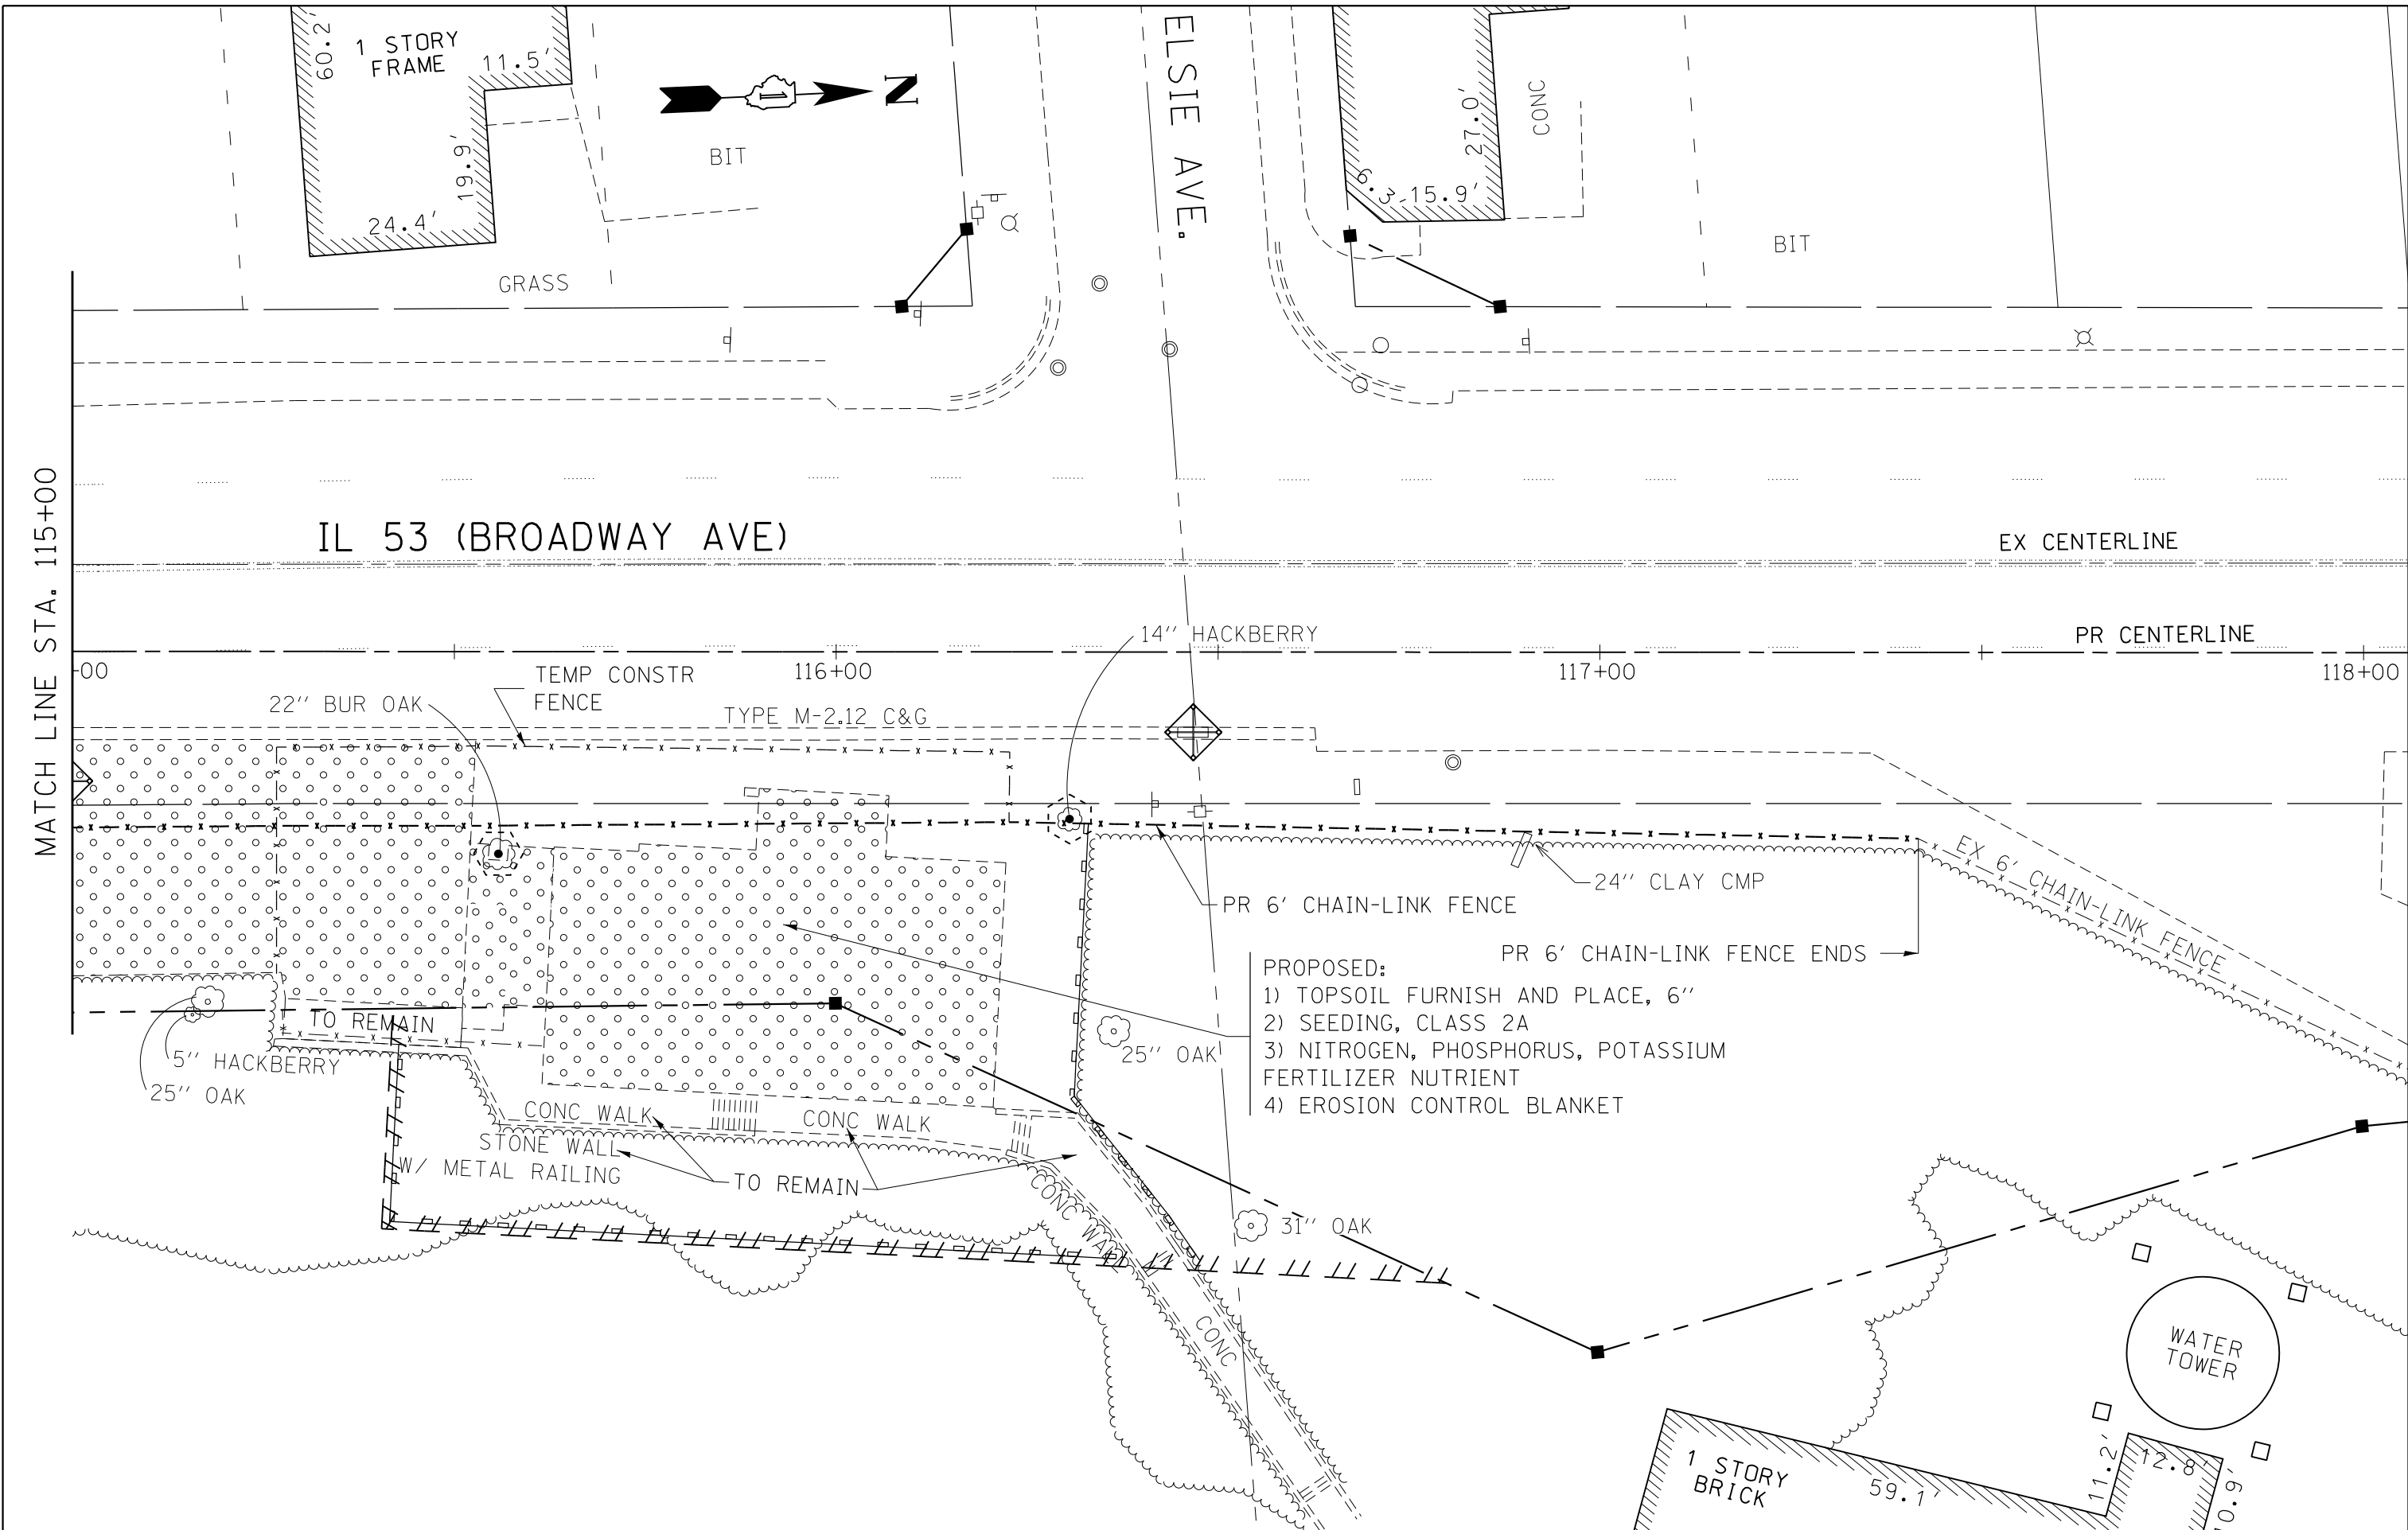 60.2'
1 STORY
FRAME
11.5'
19.9'
24.4'
BIT
GRASS
N
ELSIE AVE.
27.0'
6.3
15.9'
CONC
BIT
MATCH LINE STA. 115+00
IL 53 (BROADWAY AVE)
EX CENTERLINE
PR CENTERLINE
00
116+00
117+00
118+00
14" HACKBERRY
TEMP CONSTR
FENCE
22" BUR OAK
TYPE M-2.12 C&G
24" CLAY CMP
PR 6' CHAIN-LINK FENCE
EX 6' CHAIN-LINK FENCE
PR 6' CHAIN-LINK FENCE ENDS
PROPOSED:
1) TOPSOIL FURNISH AND PLACE, 6"
2) SEEDING, CLASS 2A
3) NITROGEN, PHOSPHORUS, POTASSIUM
FERTILIZER NUTRIENT
4) EROSION CONTROL BLANKET
TO REMAIN
5" HACKBERRY
25" OAK
25" OAK
CONC WALK
CONC WALK
STONE WALL
W/ METAL RAILING
TO REMAIN
CONC WALK
31" OAK
CONC
WATER
TOWER
1 STORY
BRICK
59.1'
11.2'
12.8'
0.9'